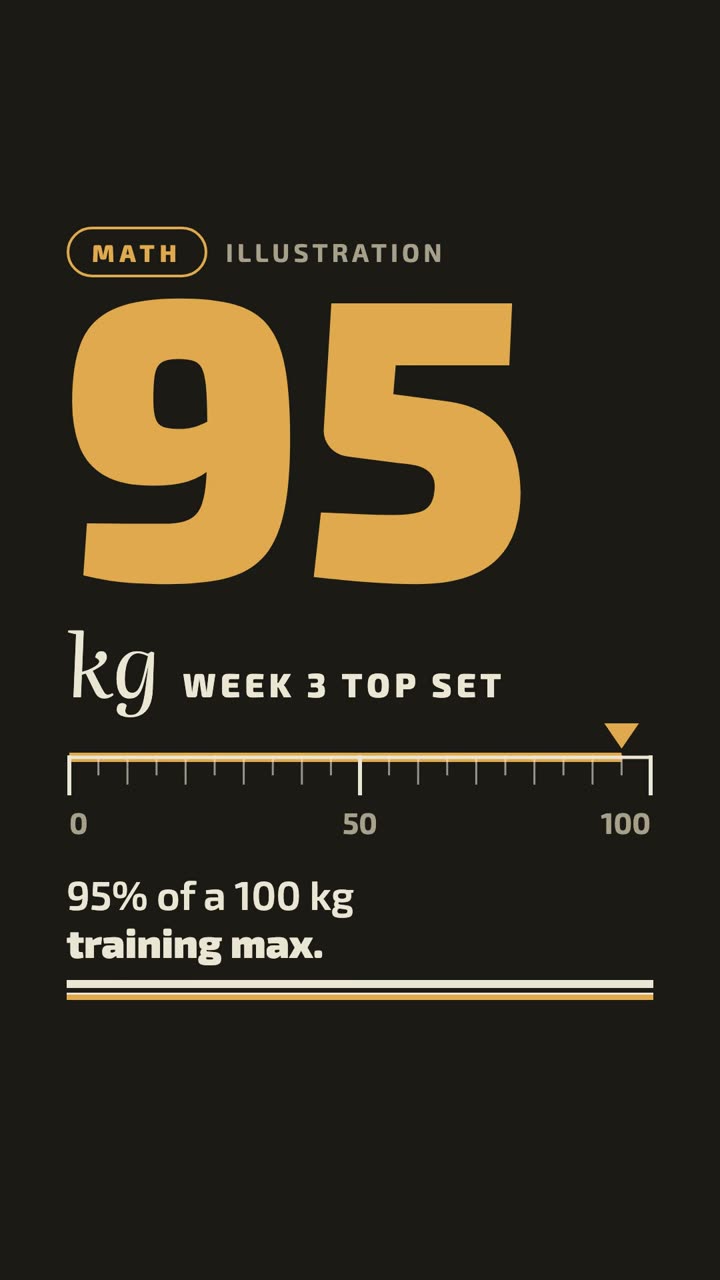 MATH ILLUSTRATION
95
kg WEEK 3 TOP SET
0 50 100
95% of a 100 kg
training max.